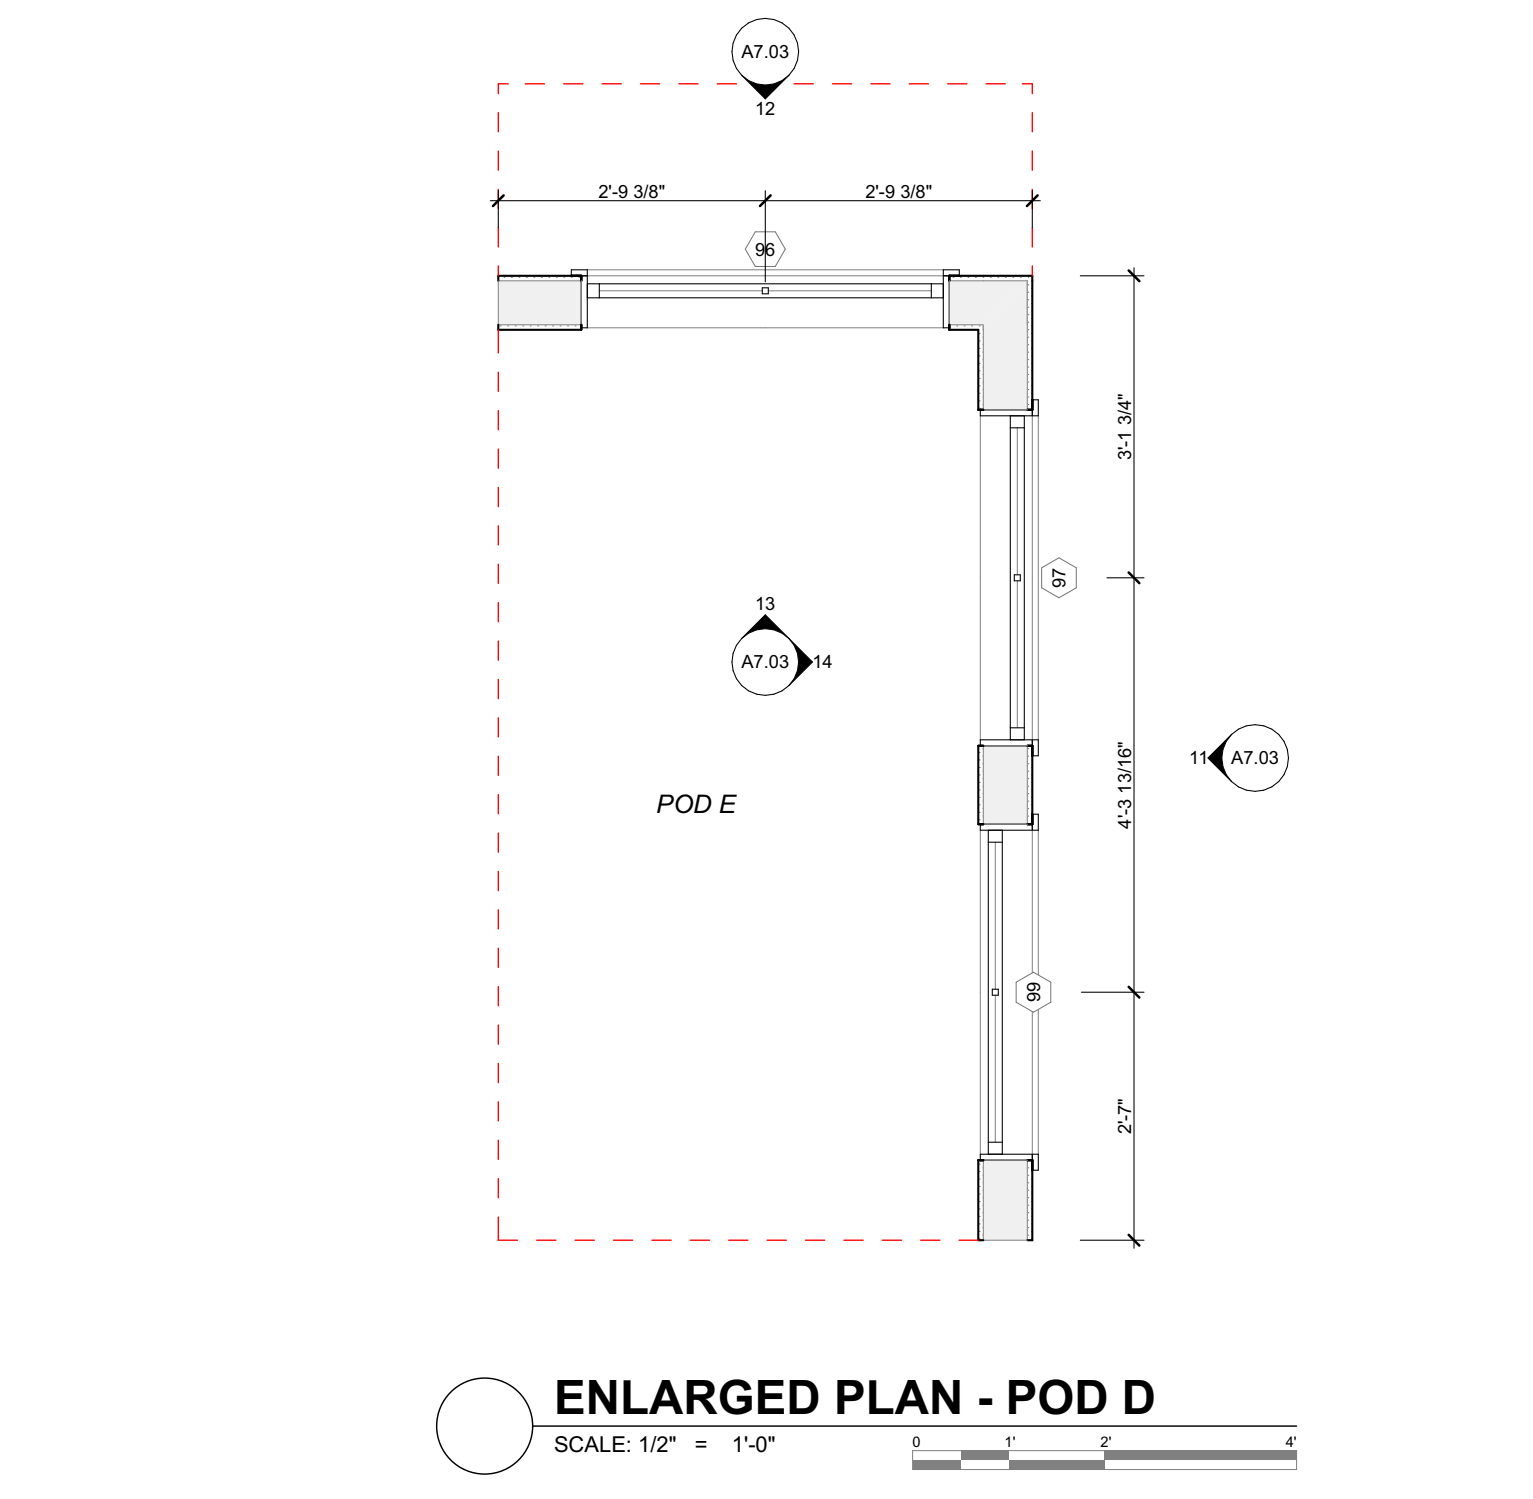 A7.03
12
2'-9 3/8"
2'-9 3/8"
96
3'-1 3/4"
97
13
A7.03
14
4'-3 13/16"
11
A7.03
POD E
99
2'-7"
ENLARGED PLAN - POD D
SCALE: 1/2" = 1'-0"
0 1' 2' 4'